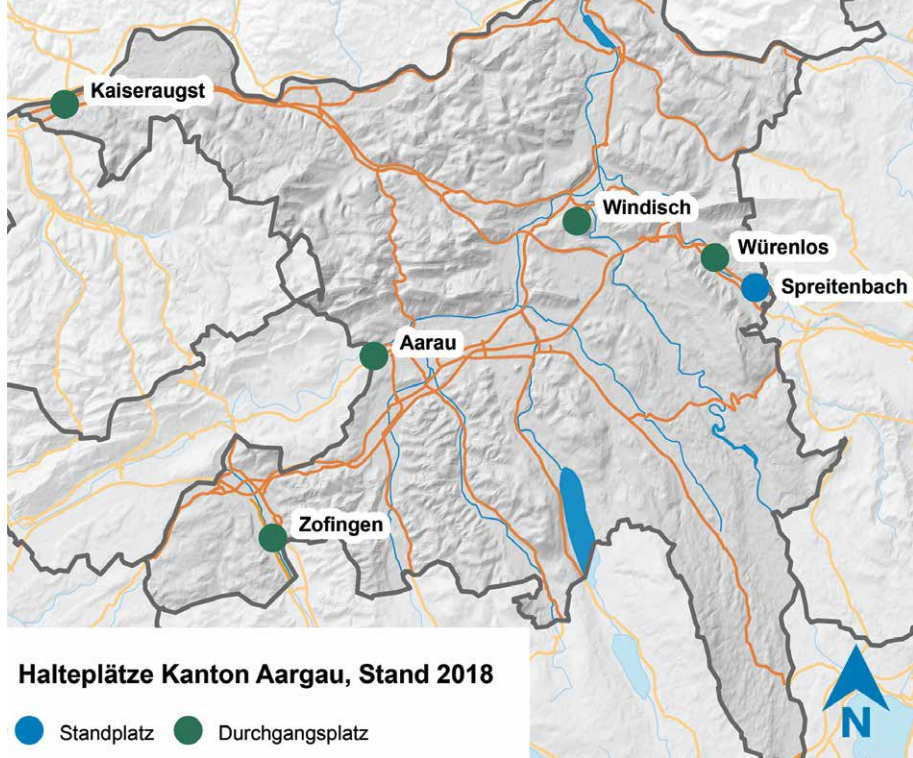 Kaiseraugst
Windisch
Würenlos
Spreitenbach
Aarau
Zofingen
Halteplätze Kanton Aargau, Stand 2018
Standplatz
Durchgangsplatz
N